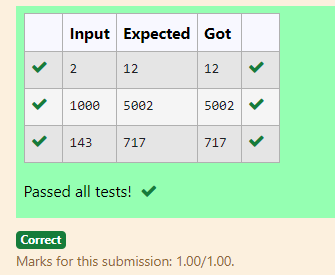 Input Expected Got
2 12 12
1000 5002 5002
143 717 717
Passed all tests!
Correct
Marks for this submission: 1.00/1.00.